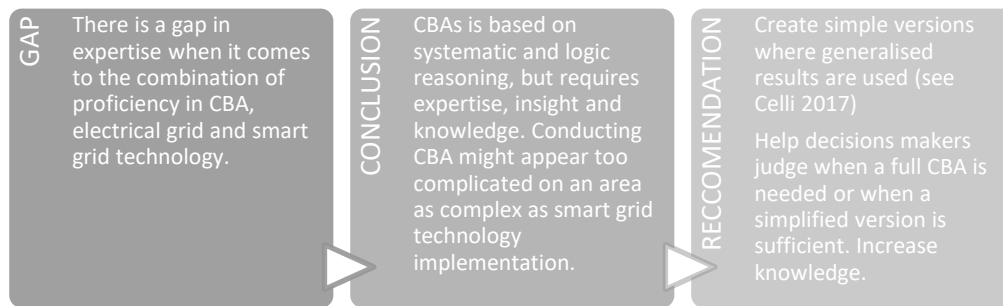 GAP
There is a gap in
expertise when it comes
to the combination of
proficiency in CBA,
electrical grid and smart
grid technology.
CONCLUSION
CBAs is based on
systematic and logic
reasoning, but requires
expertise, insight and
knowledge. Conducting
CBA might appear too
complicated on an area
as complex as smart grid
technology
implementation.
RECCOMENDATION
Create simple versions
where generalised
results are used (see
Celli 2017)
Help decisions makers
judge when a full CBA is
needed or when a
simplified version is
sufficient. Increase
knowledge.